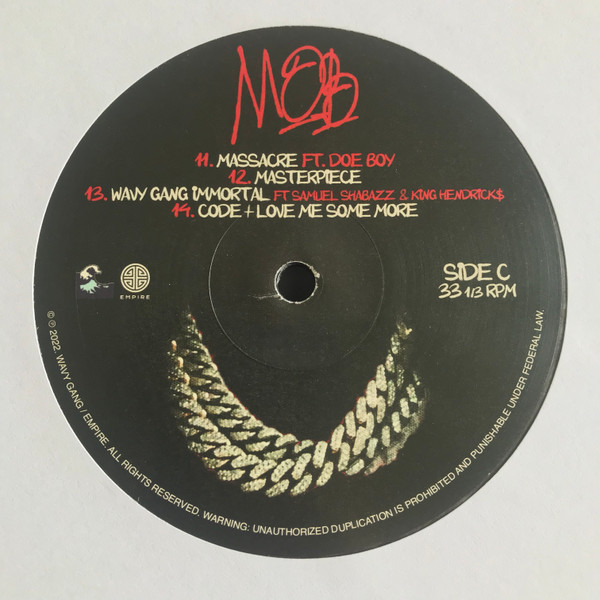 MOB
11. MASSACRE FT. DOE BOY
12. MASTERPIECE
13. WAVY GANG IMMORTAL FT SAMUEL SHABAZZ & KING HENDRICK$
14. CODE + LOVE ME SOME MORE
EMPIRE
SIDE C
33 1/3 RPM
© ℗ 2022. WAVY GANG / EMPIRE. ALL RIGHTS RESERVED. WARNING: UNAUTHORIZED DUPLICATION IS PROHIBITED AND PUNISHABLE UNDER FEDERAL LAW.